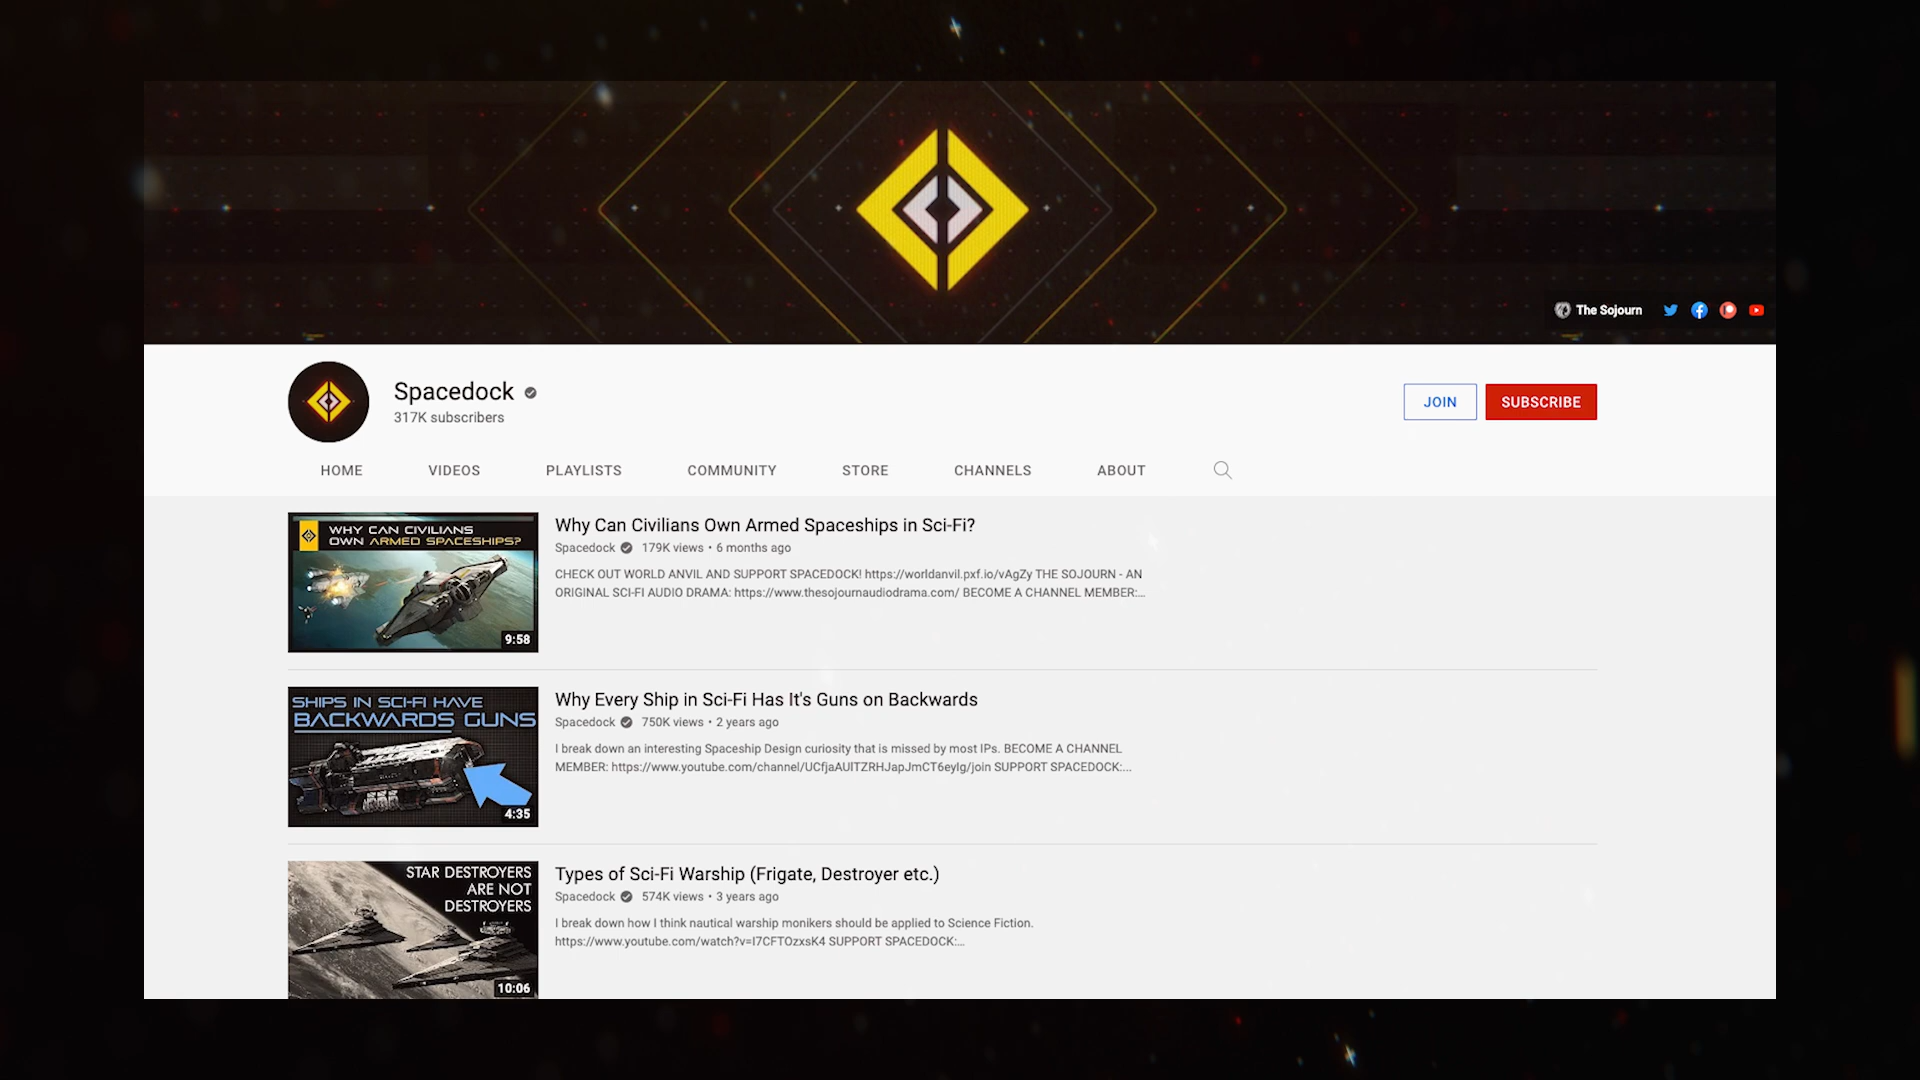 The Sojourn
Spacedock
317K subscribers
JOIN
SUBSCRIBE
HOME
VIDEOS
PLAYLISTS
COMMUNITY
STORE
CHANNELS
ABOUT
WHY CAN CIVILIANS
OWN ARMED SPACESHIPS?
9:58
Why Can Civilians Own Armed Spaceships in Sci-Fi?
Spacedock 179K views • 6 months ago
CHECK OUT WORLD ANVIL AND SUPPORT SPACEDOCK! https://worldanvil.pxf.io/vAgZy THE SOJOURN - AN
ORIGINAL SCI-FI AUDIO DRAMA: https://www.thesojournaudiodrama.com/ BECOME A CHANNEL MEMBER:...
SHIPS IN SCI-FI HAVE
BACKWARDS GUNS
4:35
Why Every Ship in Sci-Fi Has It's Guns on Backwards
Spacedock 750K views • 2 years ago
I break down an interesting Spaceship Design curiosity that is missed by most IPs. BECOME A CHANNEL
MEMBER: https://www.youtube.com/channel/UCfjaAUlTZRHJapJmCT6eyIg/join SUPPORT SPACEDOCK:...
STAR DESTROYERS
ARE NOT
DESTROYERS
10:06
Types of Sci-Fi Warship (Frigate, Destroyer etc.)
Spacedock 574K views • 3 years ago
I break down how I think nautical warship monikers should be applied to Science Fiction.
https://www.youtube.com/watch?v=I7CFTOzxsK4 SUPPORT SPACEDOCK:...